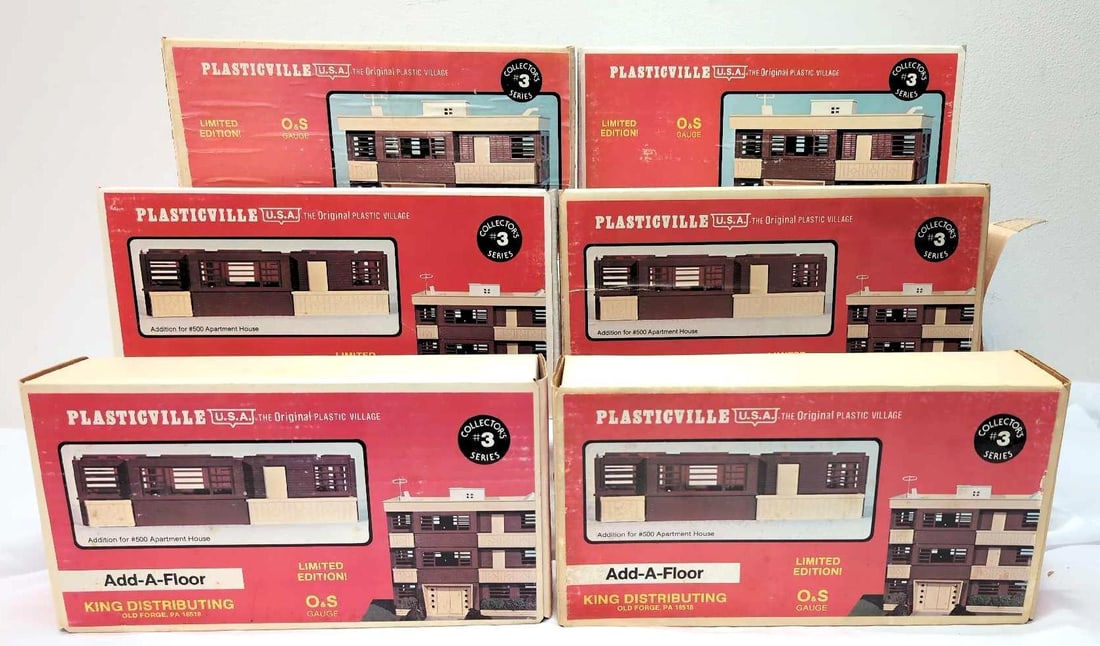 PLASTICVILLE U.S.A. THE Original PLASTIC VILLAGE
COLLECTOR'S #3 SERIES
LIMITED EDITION!
O&S GAUGE
PLASTICVILLE U.S.A. THE Original PLASTIC VILLAGE
COLLECTOR'S #3 SERIES
LIMITED EDITION!
O&S GAUGE
PLASTICVILLE U.S.A. THE Original PLASTIC VILLAGE
COLLECTOR'S #3 SERIES
Addition for #500 Apartment House
LIMITED
PLASTICVILLE U.S.A. THE Original PLASTIC VILLAGE
COLLECTOR'S #3 SERIES
Addition for #500 Apartment House
LIMITED
PLASTICVILLE U.S.A. THE Original PLASTIC VILLAGE
COLLECTOR'S #3 SERIES
Addition for #500 Apartment House
Add-A-Floor
LIMITED EDITION!
KING DISTRIBUTING
OLD FORGE, PA 18518
O&S GAUGE
PLASTICVILLE U.S.A. THE Original PLASTIC VILLAGE
COLLECTOR'S #3 SERIES
Addition for #500 Apartment House
Add-A-Floor
LIMITED EDITION!
KING DISTRIBUTING
OLD FORGE, PA 18518
O&S GAUGE